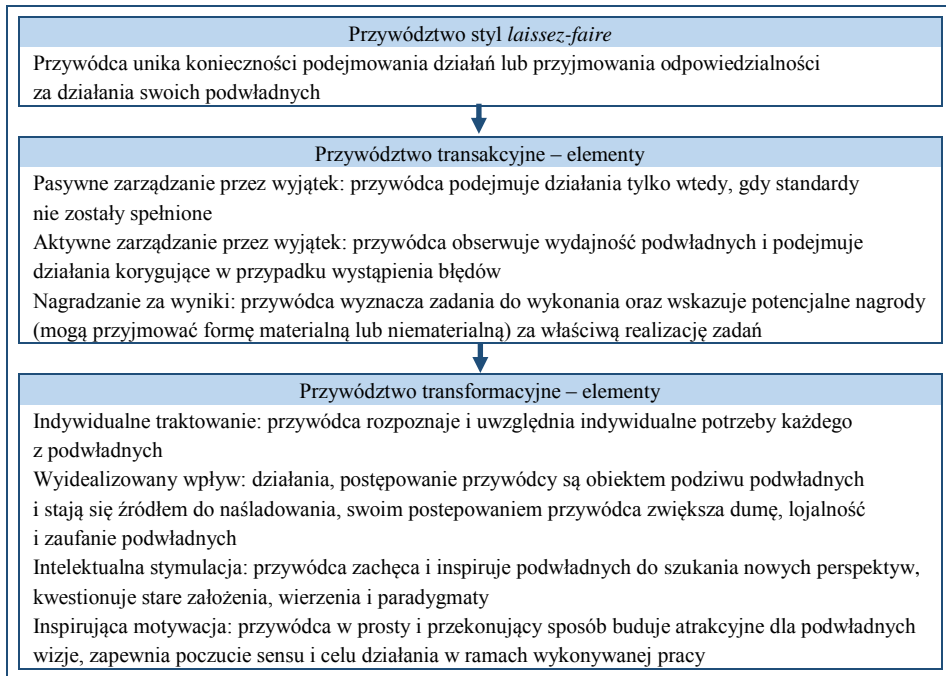 Przywództwo styl laissez-faire
Przywódca unika konieczności podejmowania działań lub przyjmowania odpowiedzialności
za działania swoich podwładnych
Przywództwo transakcyjne – elementy
Pasywne zarządzanie przez wyjątek: przywódca podejmuje działania tylko wtedy, gdy standardy
nie zostały spełnione
Aktywne zarządzanie przez wyjątek: przywódca obserwuje wydajność podwładnych i podejmuje
działania korygujące w przypadku wystąpienia błędów
Nagradzanie za wyniki: przywódca wyznacza zadania do wykonania oraz wskazuje potencjalne nagrody
(mogą przyjmować formę materialną lub niematerialną) za właściwą realizację zadań
Przywództwo transformacyjne – elementy
Indywidualne traktowanie: przywódca rozpoznaje i uwzględnia indywidualne potrzeby każdego
z podwładnych
Wyidealizowany wpływ: działania, postępowanie przywódcy są obiektem podziwu podwładnych
i stają się źródłem do naśladowania, swoim postepowaniem przywódca zwiększa dumę, lojalność
i zaufanie podwładnych
Intelektualna stymulacja: przywódca zachęca i inspiruje podwładnych do szukania nowych perspektyw,
kwestionuje stare założenia, wierzenia i paradygmaty
Inspirująca motywacja: przywódca w prosty i przekonujący sposób buduje atrakcyjne dla podwładnych
wizje, zapewnia poczucie sensu i celu działania w ramach wykonywanej pracy